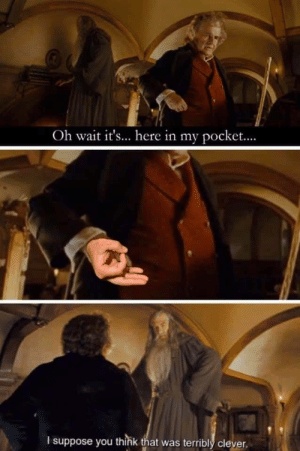 Oh wait it's... here in my pocket....
I suppose you think that was terribly clever.